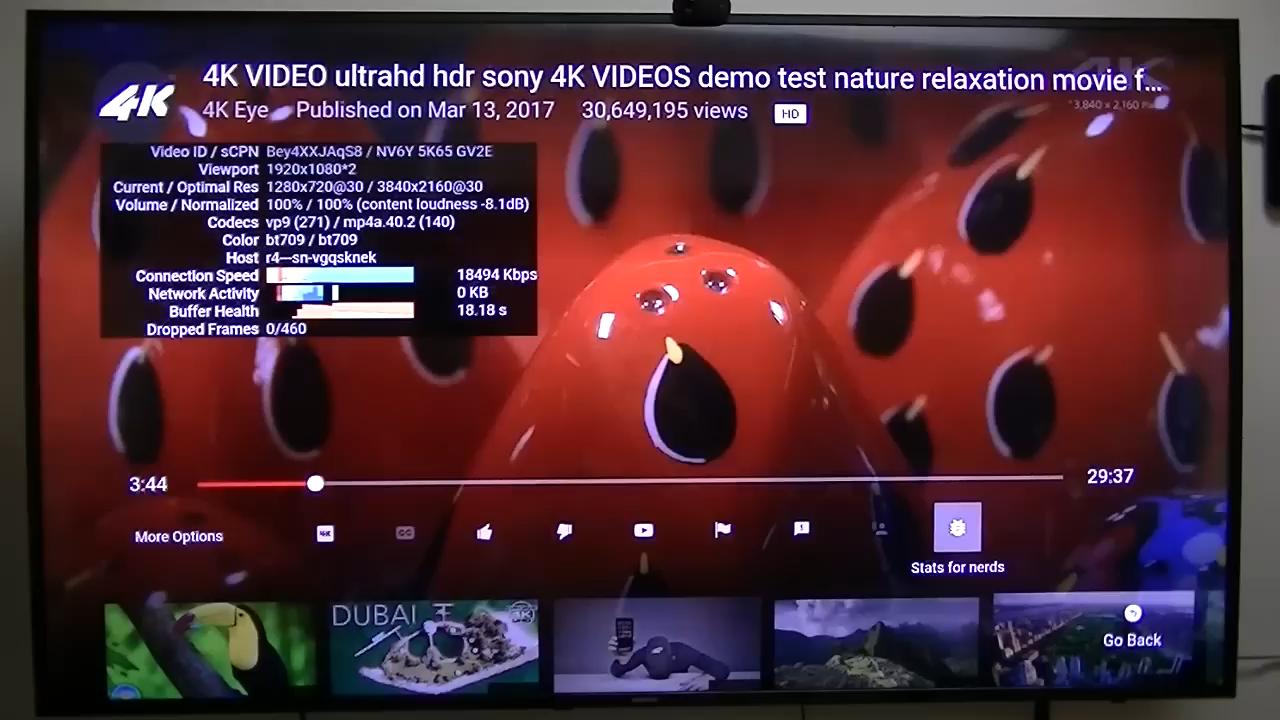 4K VIDEO ultrahd hdr sony 4K VIDEOS demo test nature relaxation movie f...
4K
4K
4K Eye Published on Mar 13, 2017 30,649,195 views HD
Video ID / sCPN Bey4XXJAqS8 / NV6Y 5K65 GV2E
Viewport 1920x1080*2
Current / Optimal Res 1280x720@30 / 3840x2160@30
Volume / Normalized 100% / 100% (content loudness -8.1dB)
Codecs vp9 (271) / mp4a.40.2 (140)
Color bt709 / bt709
Host r4---sn-vgqsknek
Connection Speed 18494 Kbps
Network Activity 0 KB
Buffer Health 18.18 s
Dropped Frames 0/460
3:44 29:37
More Options CC
Stats for nerds
DUBAI
Go Back